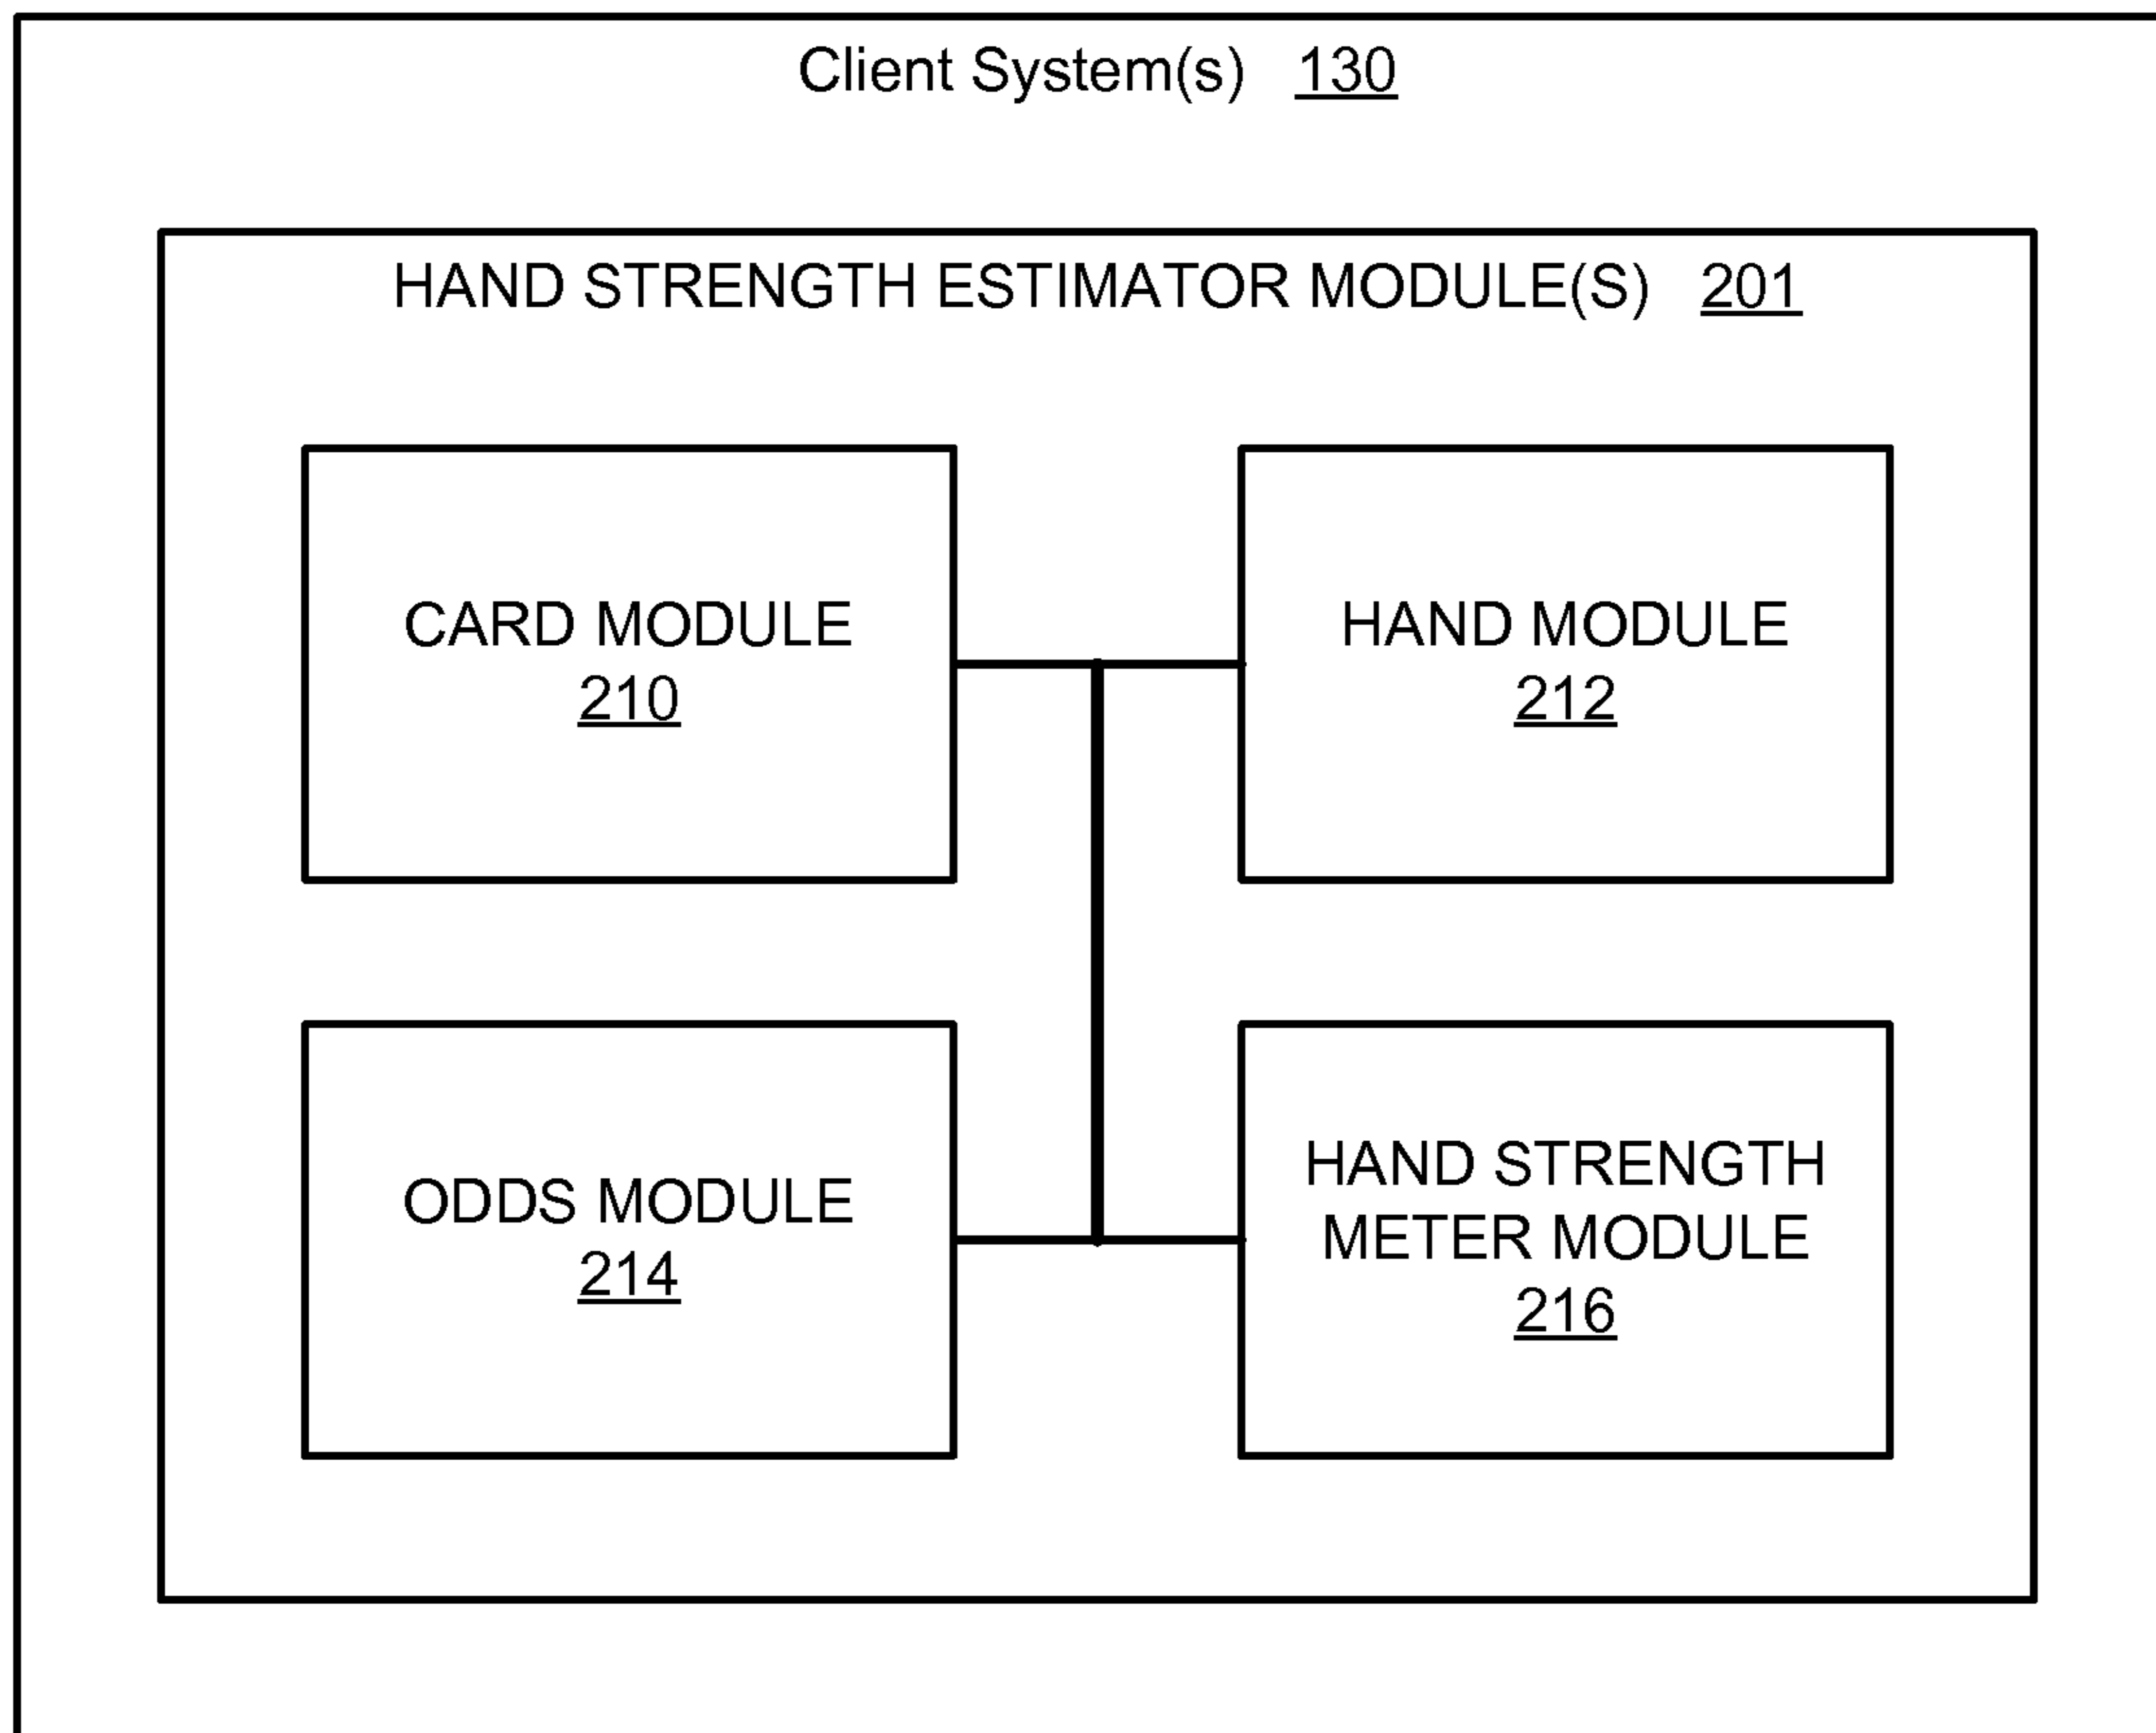 Client System(s) 130
HAND STRENGTH ESTIMATOR MODULE(S) 201
CARD MODULE
210
HAND MODULE
212
ODDS MODULE
214
HAND STRENGTH
METER MODULE
216